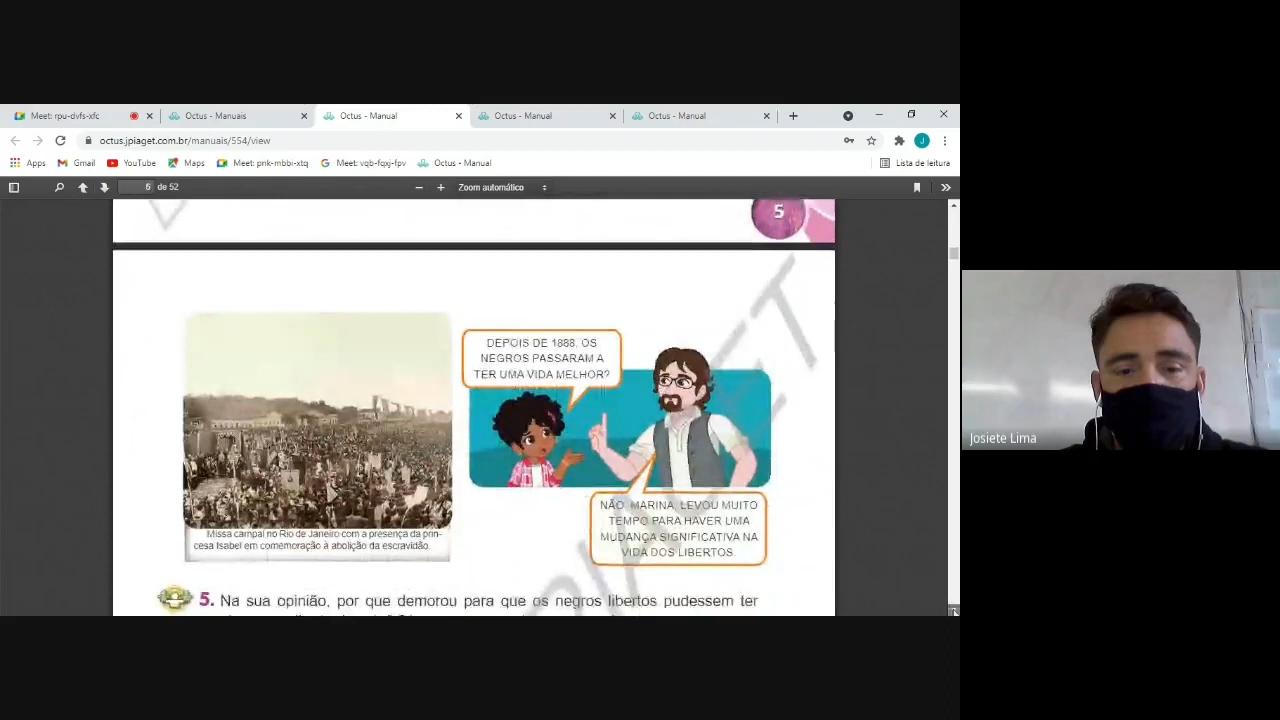 Meet: rpu-dvfs-xfc
Octus - Manuais
Octus - Manual
Octus - Manual
Octus - Manual
octus.jpiaget.com.br/manuais/554/view
Apps
Gmail
YouTube
Maps
Meet: pnk-mbbi-xtq
Meet: vqb-fqxj-fpv
Octus - Manual
Lista de leitura
6 de 52
Zoom automático
5
DEPOIS DE 1888, OS
NEGROS PASSARAM A
TER UMA VIDA MELHOR?
NÃO, MARINA, LEVOU MUITO
TEMPO PARA HAVER UMA
MUDANÇA SIGNIFICATIVA NA
VIDA DOS LIBERTOS.
Missa campal no Rio de Janeiro com a presença da prin-
cesa Isabel em comemoração à abolição da escravidão.
5. Na sua opinião, por que demorou para que os negros libertos pudessem ter
PIAGET
J
Josiete Lima